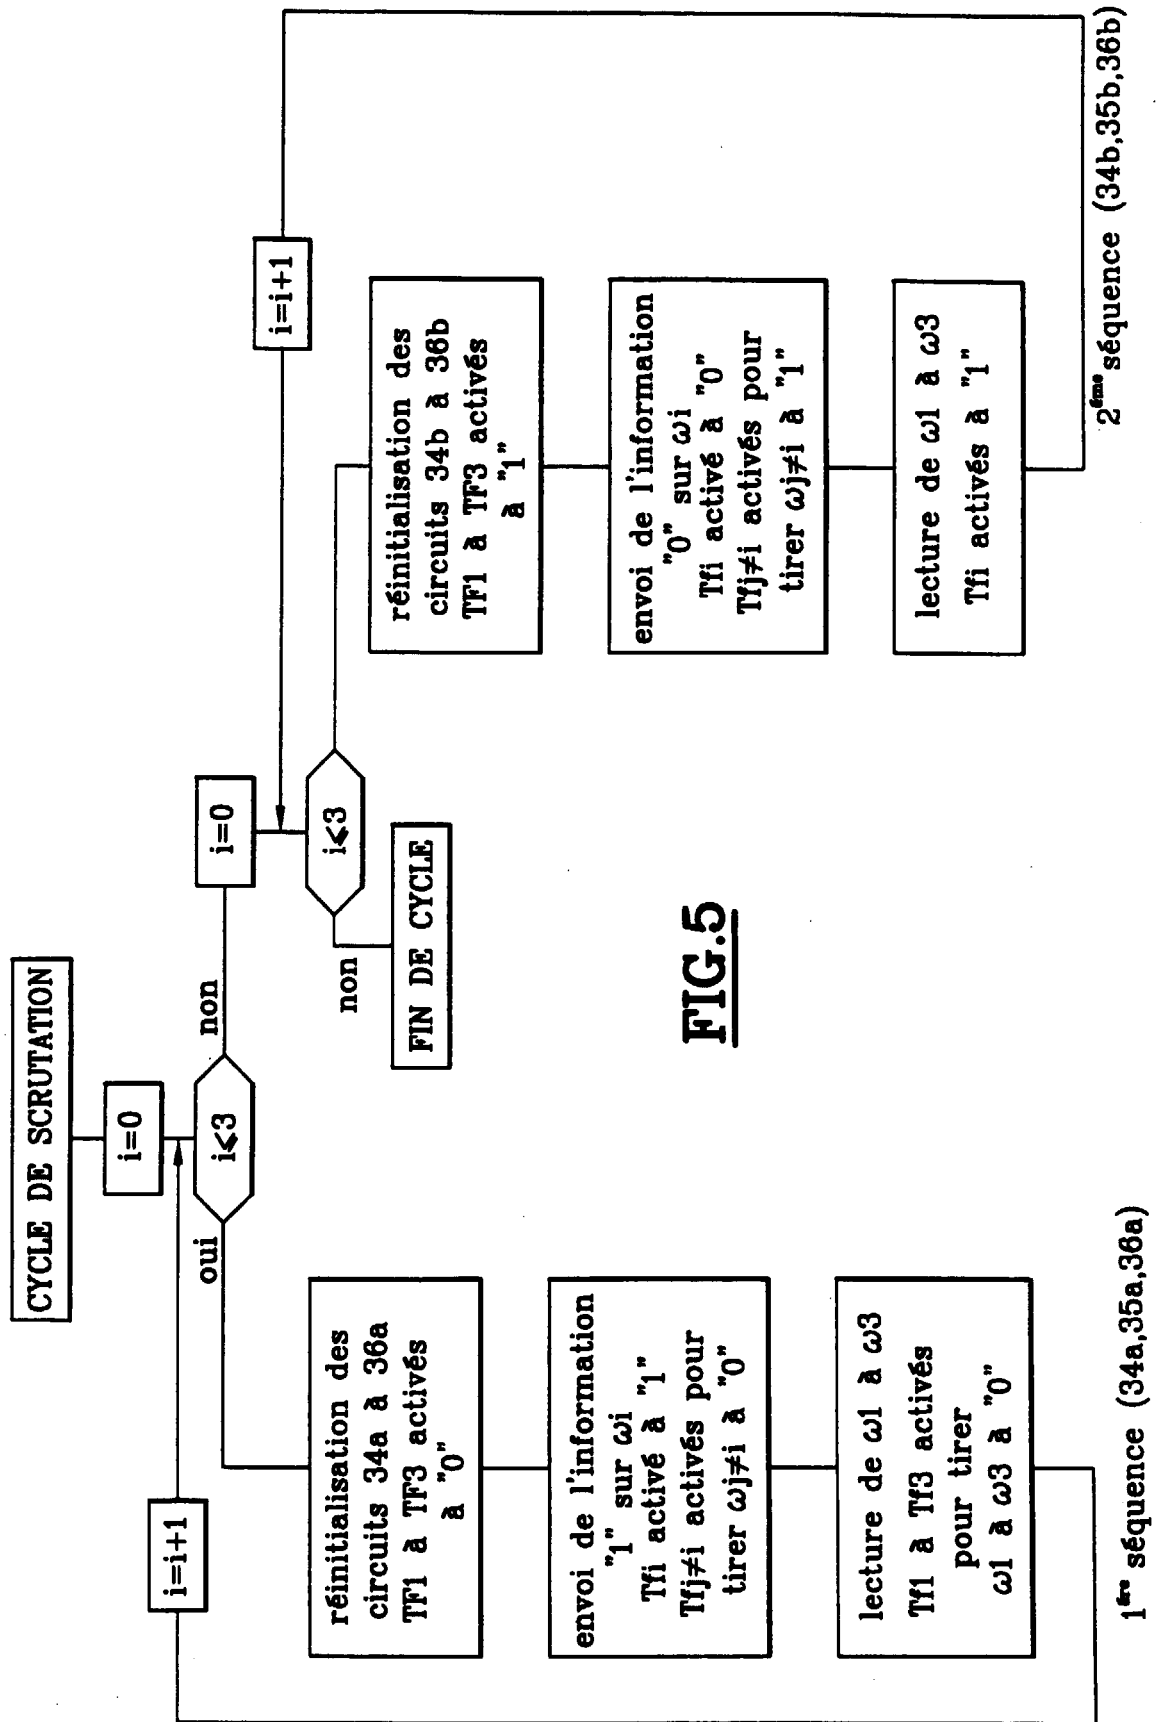 CYCLE DE SCRUTATION
i=0
i⩽3
oui
non
i=i+1
réinitialisation des
circuits 34a à 36a
TF1 à TF3 activés
à "0"
envoi de l'information
"1" sur ωi
Tfi activé à "1"
Tfj≠i activés pour
tirer ωj≠i à "0"
lecture de ω1 à ω3
Tf1 à Tf3 activés
pour tirer
ω1 à ω3 à "0"
1ère séquence (34a,35a,36a)
i=0
i⩽3
non
FIN DE CYCLE
i=i+1
réinitialisation des
circuits 34b à 36b
TF1 à TF3 activés
à "1"
envoi de l'information
"0" sur ωi
Tfi activé à "0"
Tfj≠i activés pour
tirer ωj≠i à "1"
lecture de ω1 à ω3
Tfi activés à "1"
2ème séquence (34b,35b,36b)
FIG.5